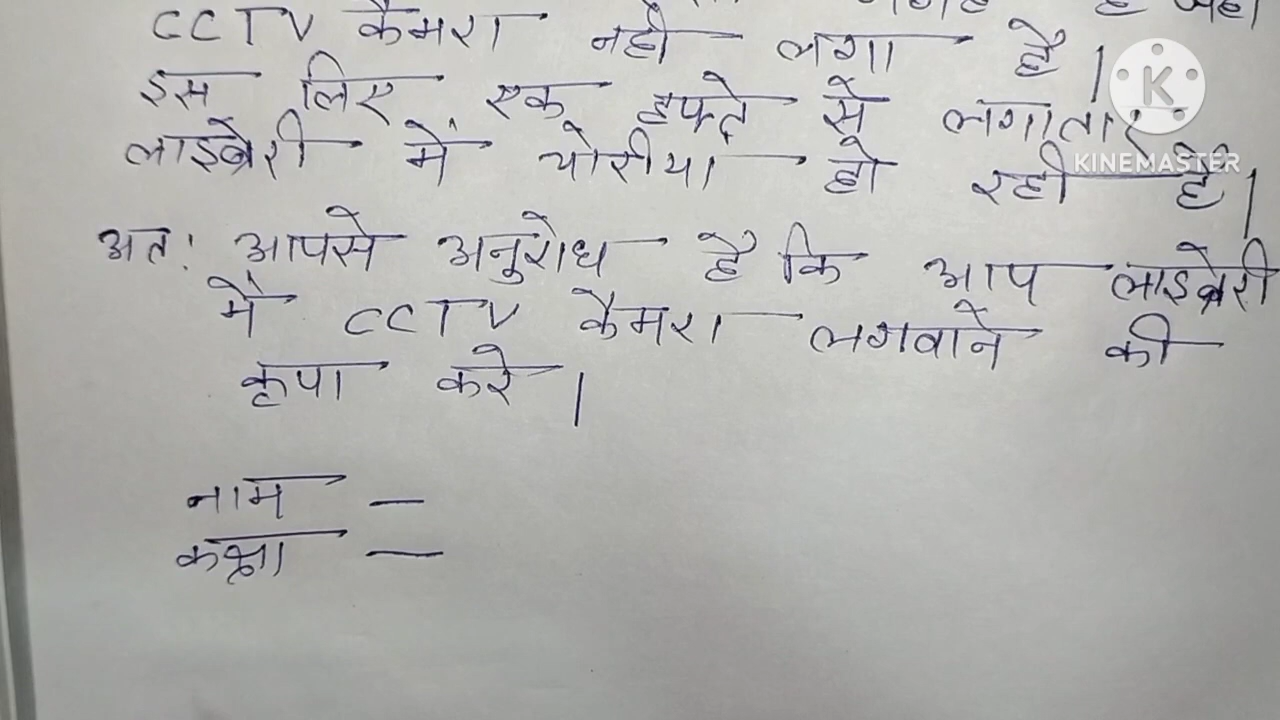 CCTV कैमरा नही लगा है।
इस लिए एक हफ्ते से लगातार
लाइब्रेरी में चोरीया हो रही है।
अत: आपसे अनुरोध है कि आप लाइब्रेरी
में CCTV कैमरा लगवाने की
कृपा करे।
नाम –
कक्षा –
K
KINEMASTER